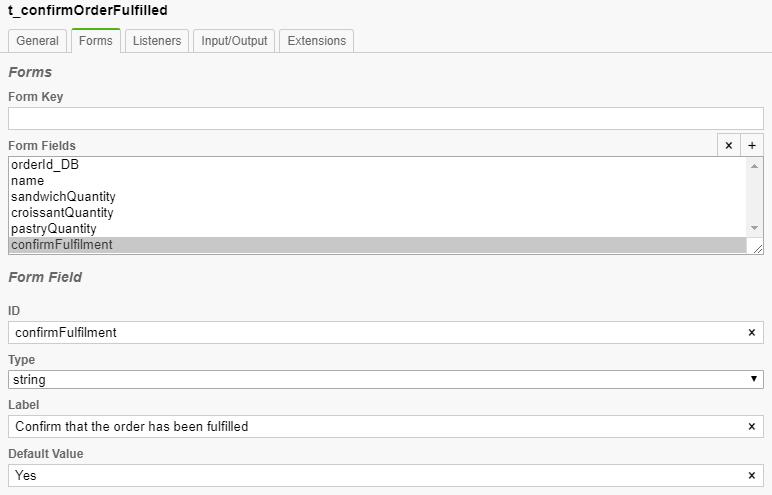 t_confirmOrderFulfilled
General Forms Listeners Input/Output Extensions
Forms
Form Key
Form Fields × +
orderId_DB
name
sandwichQuantity
croissantQuantity
pastryQuantity
confirmFulfilment
Form Field
ID
confirmFulfilment ×
Type
string
Label
Confirm that the order has been fulfilled ×
Default Value
Yes ×